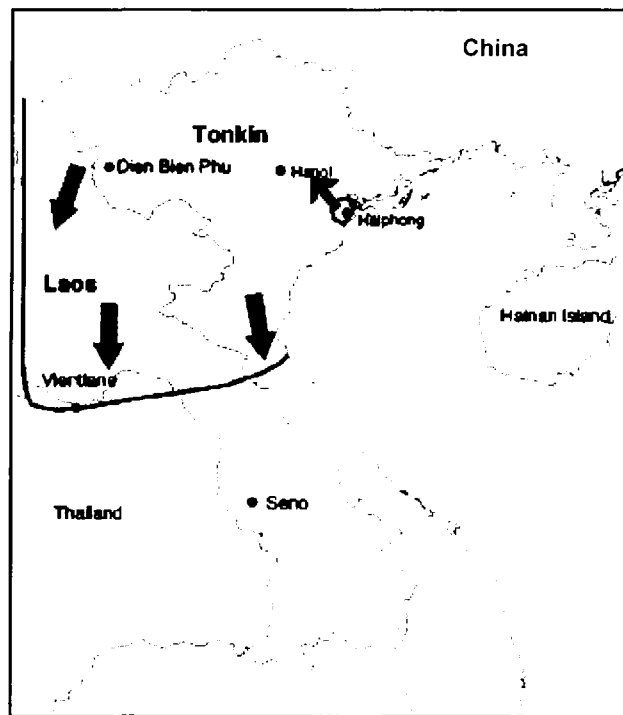 China
Tonkin
Dien Bien Phu
Hanoi
Haiphong
Laos
Hainan Island
Vientiane
Seno
Thailand